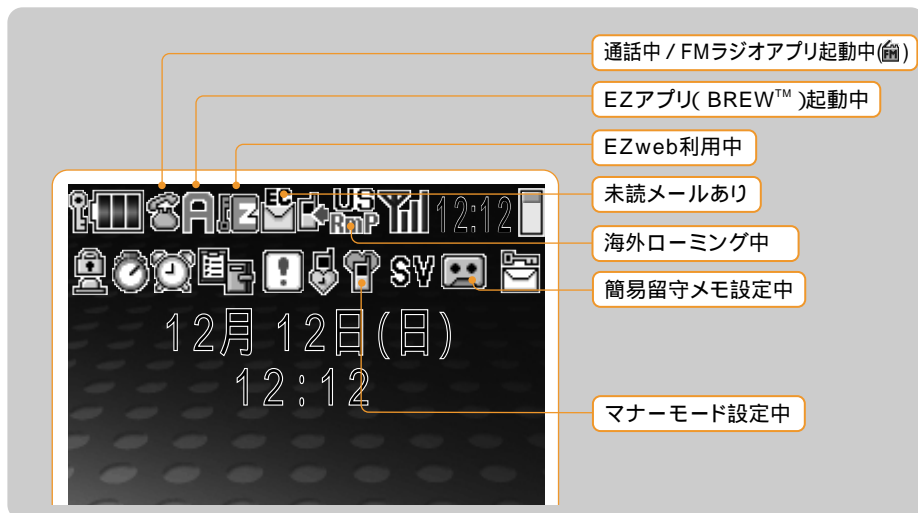 通話中 / FMラジオアプリ起動中(FM)
EZアプリ( BREW™ )起動中
EZweb利用中
未読メールあり
海外ローミング中
簡易留守メモ設定中
マナーモード設定中
A Z EC US RmP 12:12
SV
12月 12日(日)
12:12